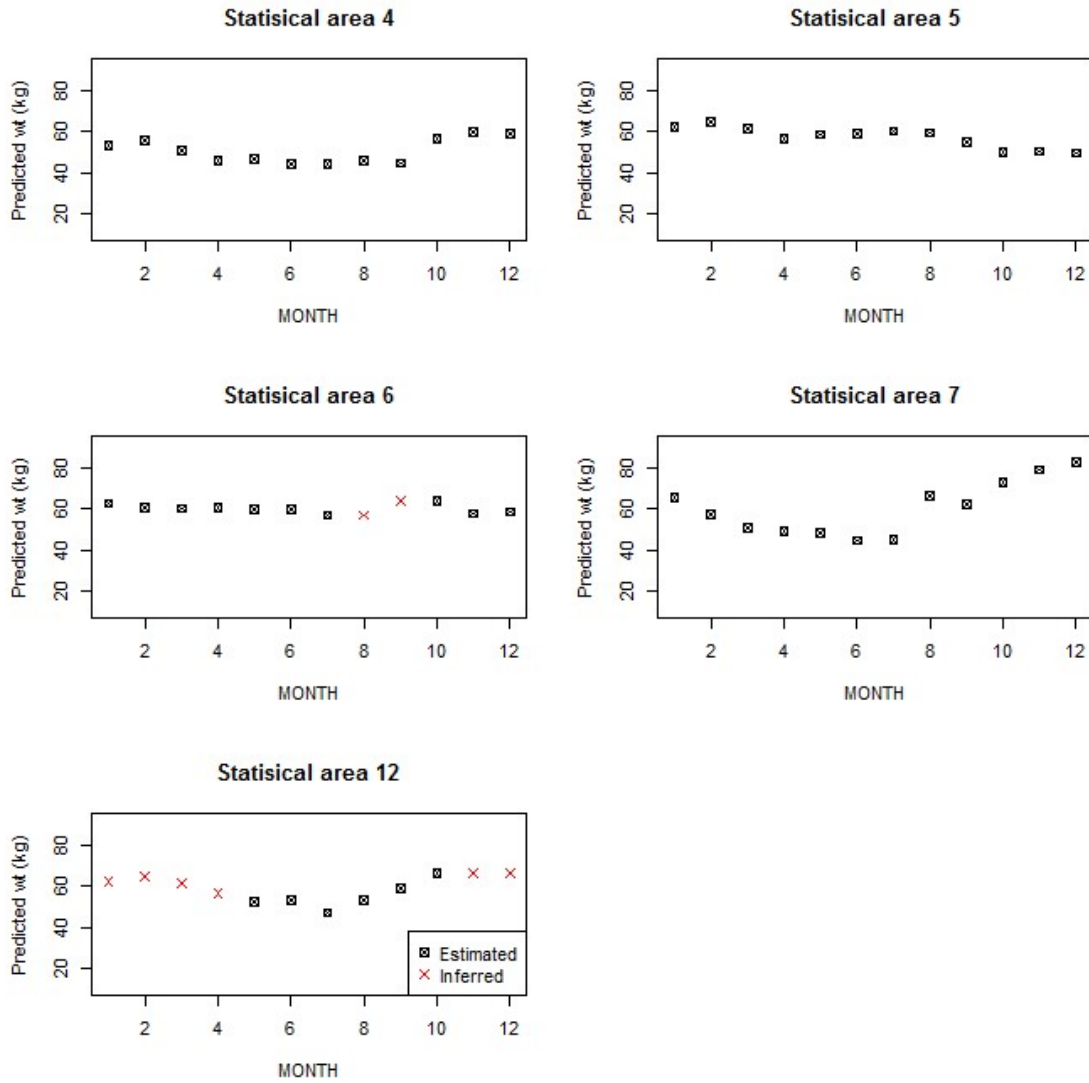 Statisical area 4
Predicted wt (kg)
80
60
40
20
2 4 6 8 10 12
MONTH
Statisical area 5
Predicted wt (kg)
80
60
40
20
2 4 6 8 10 12
MONTH
Statisical area 6
Predicted wt (kg)
80
60
40
20
2 4 6 8 10 12
MONTH
Statisical area 7
Predicted wt (kg)
80
60
40
20
2 4 6 8 10 12
MONTH
Statisical area 12
Predicted wt (kg)
80
60
40
20
Estimated
Inferred
2 4 6 8 10 12
MONTH